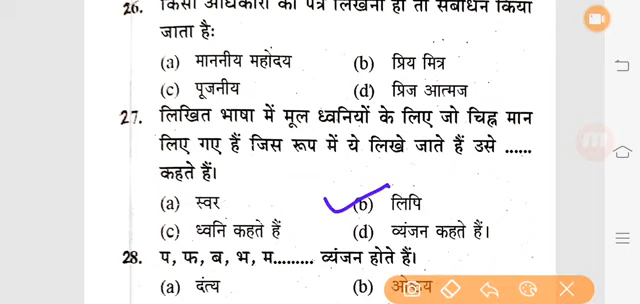 26. किसी अधिकारी को पत्र लिखना हो तो संबोधन किया
जाता है:
(a) माननीय महोदय (b) प्रिय मित्र
(c) पूजनीय (d) प्रिज आत्मज
27. लिखित भाषा में मूल ध्वनियों के लिए जो चिह्न मान
लिए गए हैं जिस रूप में ये लिखे जाते हैं उसे ......
कहते हैं।
(a) स्वर (b) लिपि
(c) ध्वनि कहते हैं (d) व्यंजन कहते हैं।
28. प, फ, ब, भ, म......... व्यंजन होते हैं।
(a) दंत्य (b)